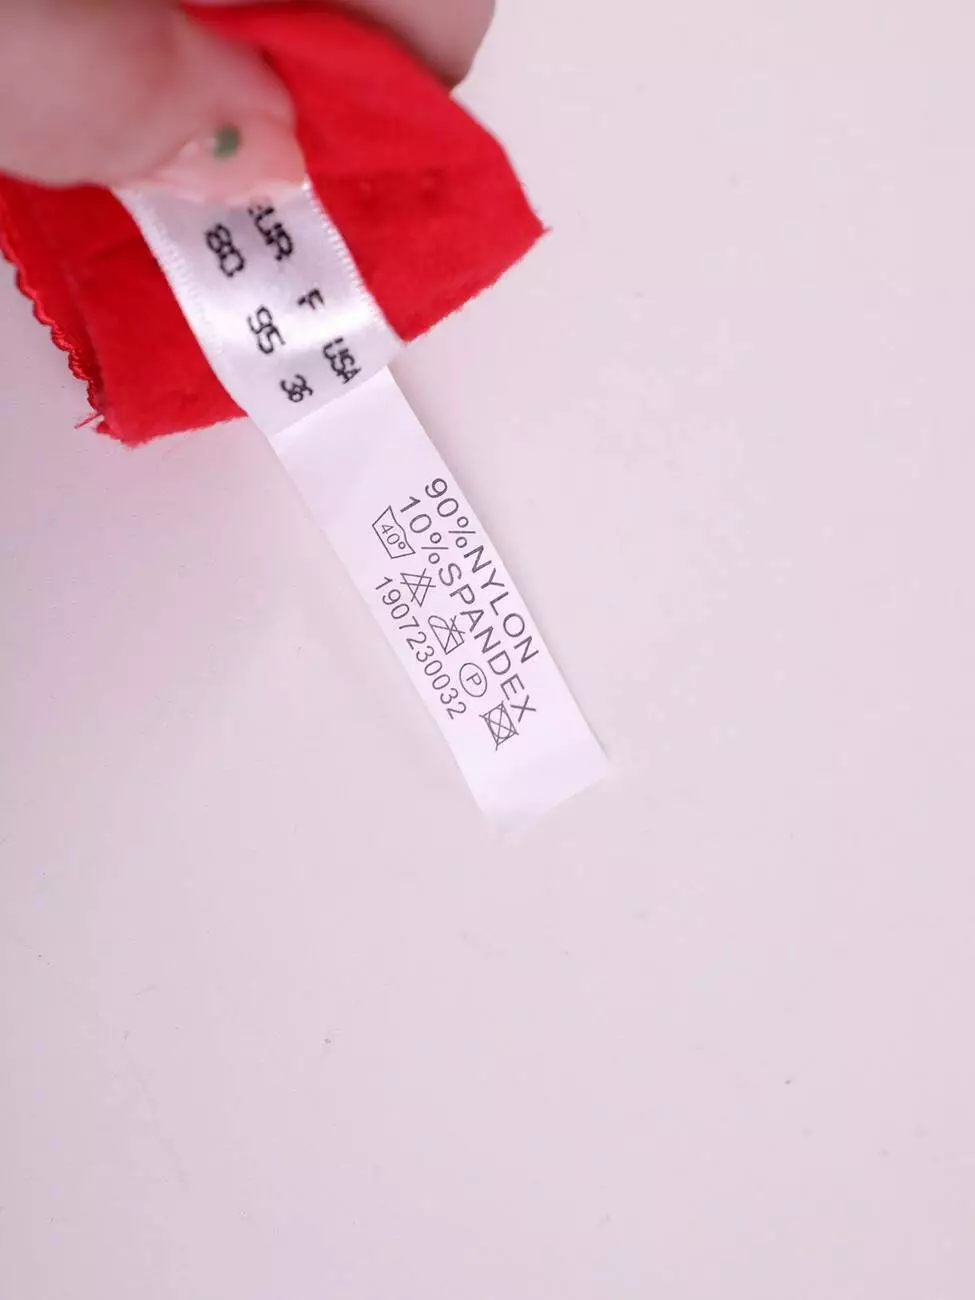 EUR F USA
80 95 36
90%NYLON
10%SPANDEX
40° P
1907230032